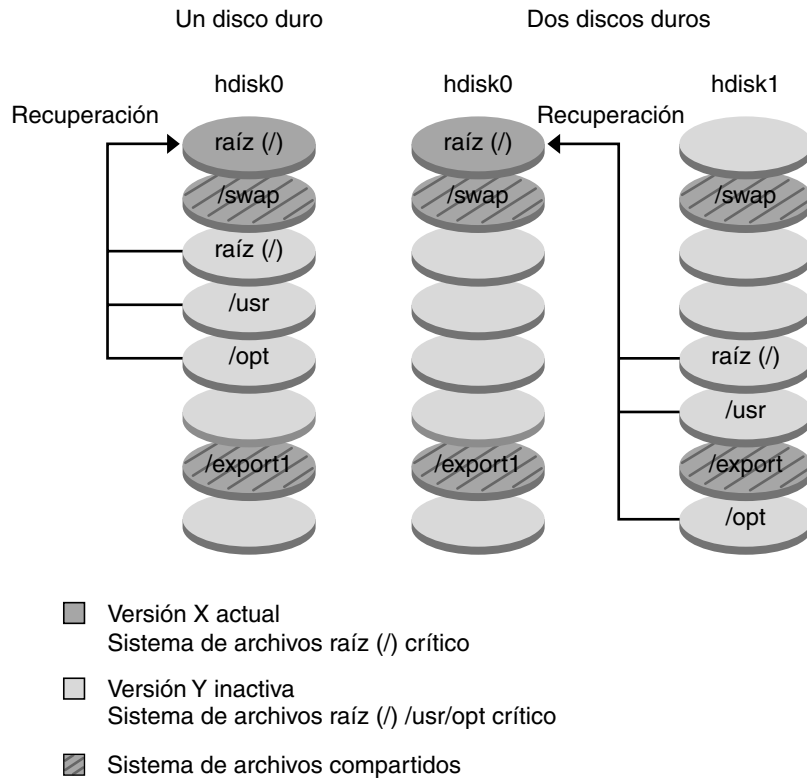 Un disco duro
Dos discos duros
hdisk0
hdisk0
hdisk1
Recuperación
Recuperación
raíz (/)
raíz (/)
/swap
/swap
/swap
raíz (/)
/usr
/opt
raíz (/)
/usr
/export1
/export1
/export
/opt
Versión X actual
Sistema de archivos raíz (/) crítico
Versión Y inactiva
Sistema de archivos raíz (/) /usr/opt crítico
Sistema de archivos compartidos